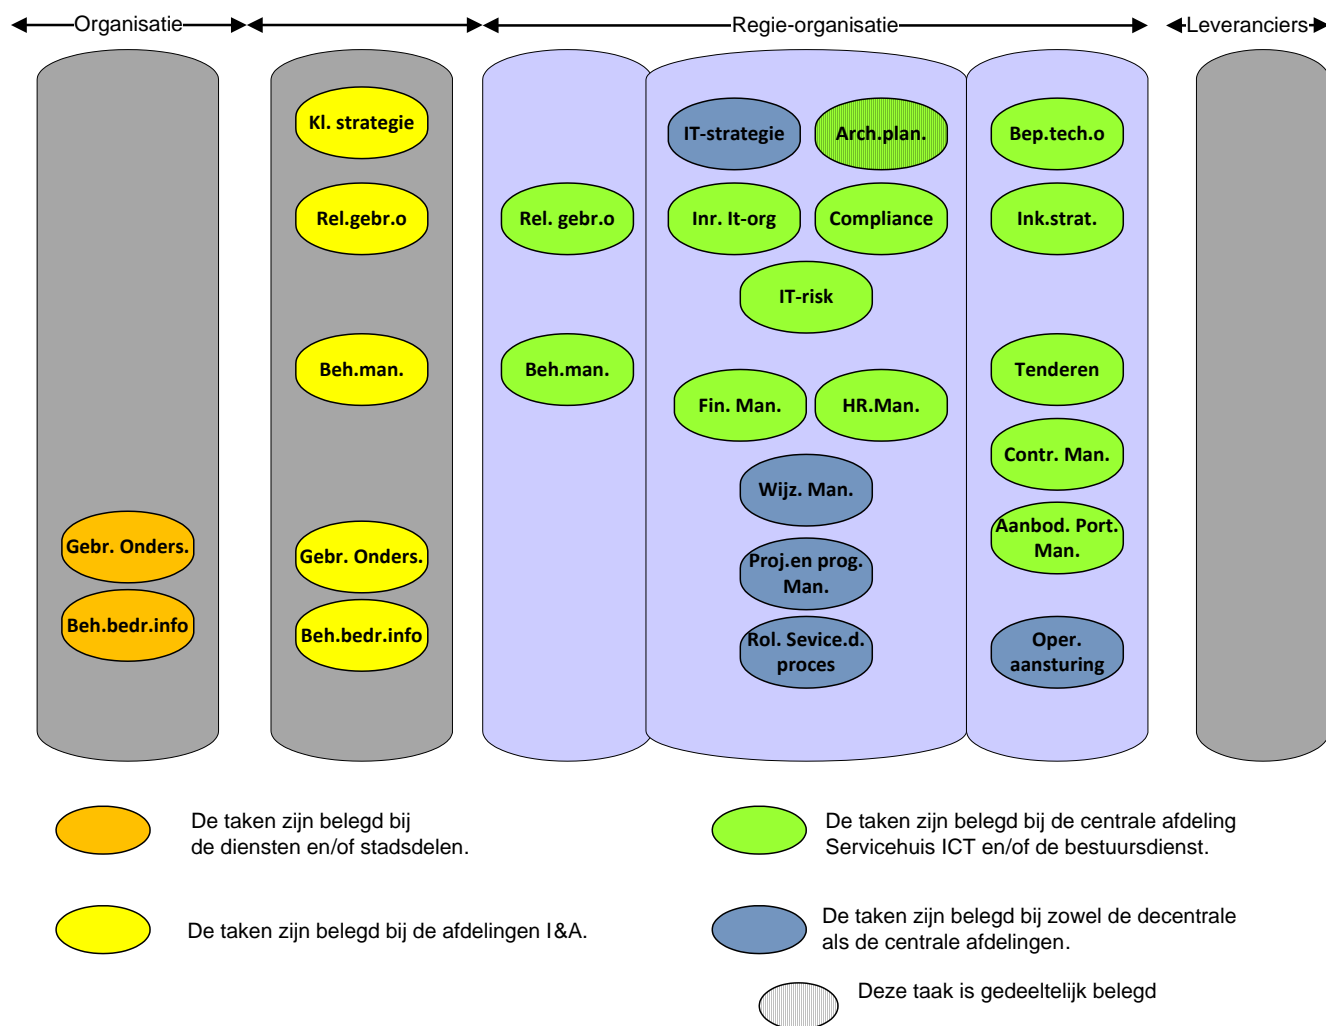 Organisatie
Regie-organisatie
Leveranciers
Kl. strategie
IT-strategie
Arch.plan.
Bep.tech.o
Rel.gebr.o
Rel. gebr.o
Inr. It-org
Compliance
Ink.strat.
IT-risk
Beh.man.
Beh.man.
Tenderen
Fin. Man.
HR.Man.
Contr. Man.
Wijz. Man.
Aanbod. Port.
Man.
Gebr. Onders.
Gebr. Onders.
Proj.en prog.
Man.
Beh.bedr.info
Beh.bedr.info
Rol. Sevice.d.
proces
Oper.
aansturing
De taken zijn belegd bij
de diensten en/of stadsdelen.
De taken zijn belegd bij de centrale afdeling
Servicehuis ICT en/of de bestuursdienst.
De taken zijn belegd bij de afdelingen I&A.
De taken zijn belegd bij zowel de decentrale
als de centrale afdelingen.
Deze taak is gedeeltelijk belegd